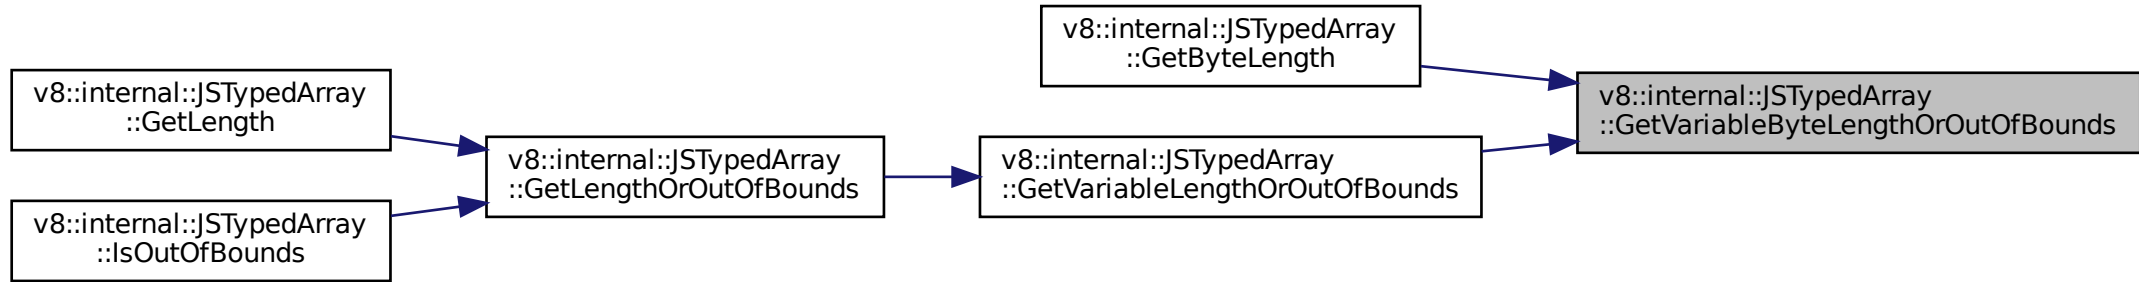 v8::internal::JSTypedArray
::GetByteLength
v8::internal::JSTypedArray
::GetLength
v8::internal::JSTypedArray
::GetVariableByteLengthOrOutOfBounds
v8::internal::JSTypedArray
::GetLengthOrOutOfBounds
v8::internal::JSTypedArray
::GetVariableLengthOrOutOfBounds
v8::internal::JSTypedArray
::IsOutOfBounds